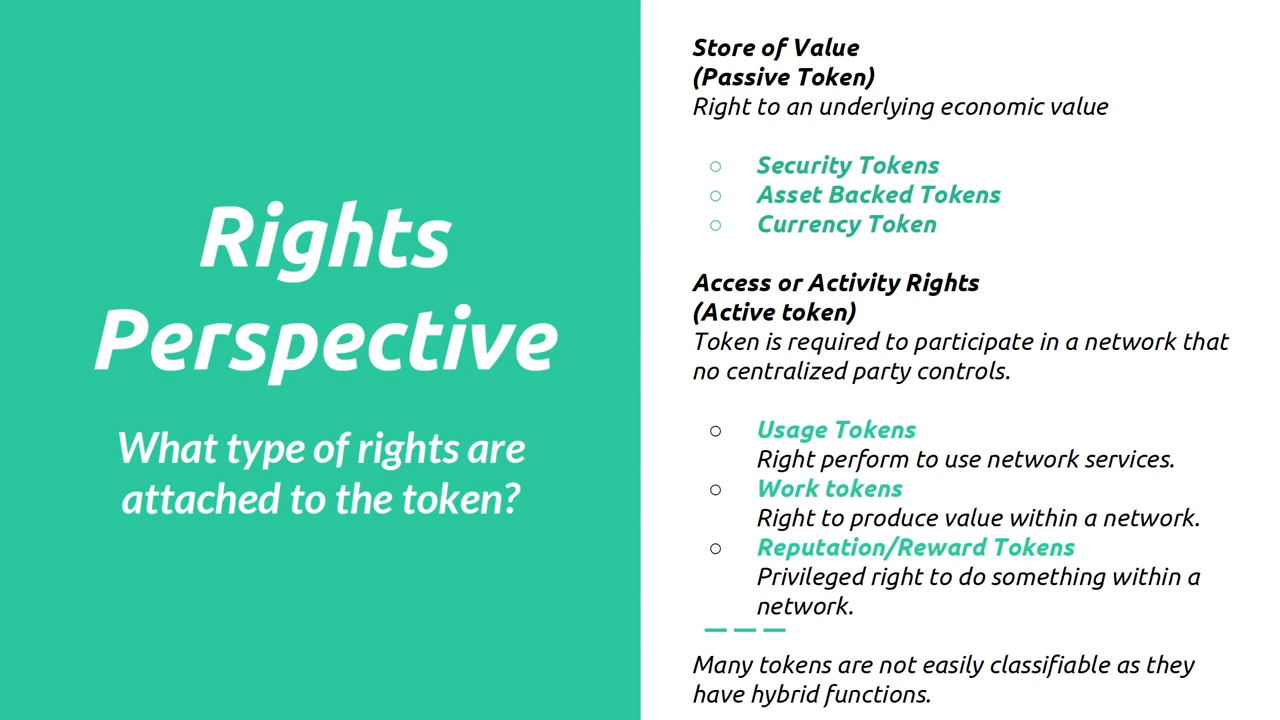 Rights
Perspective
What type of rights are
attached to the token?
Store of Value
(Passive Token)
Right to an underlying economic value
○ Security Tokens
○ Asset Backed Tokens
○ Currency Token
Access or Activity Rights
(Active token)
Token is required to participate in a network that
no centralized party controls.
○ Usage Tokens
Right perform to use network services.
○ Work tokens
Right to produce value within a network.
○ Reputation/Reward Tokens
Privileged right to do something within a
network.
Many tokens are not easily classifiable as they
have hybrid functions.